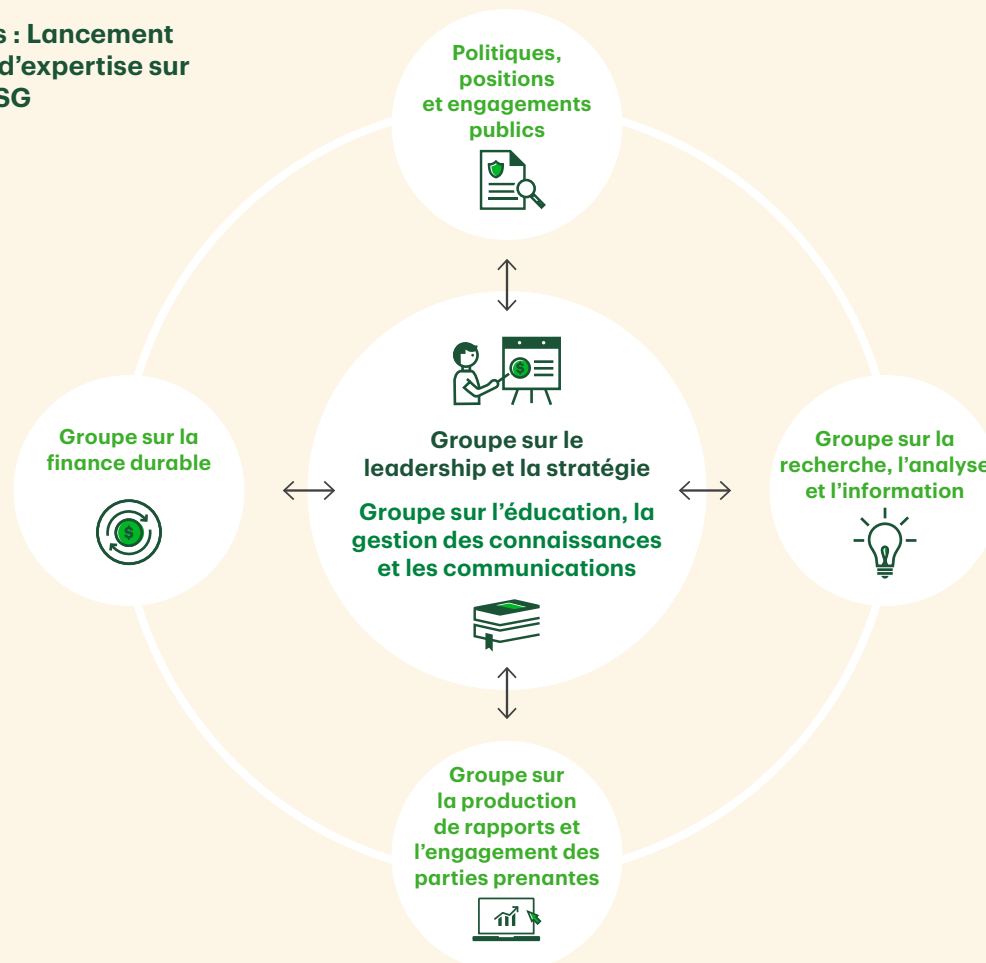 : Lancement
d'expertise sur
Politiques,
positions
et engagements
publics
Groupe sur la
finance durable
$
$
Groupe sur le
leadership et la stratégie
Groupe sur l'éducation, la
gestion des connaissances
et les communications
Groupe sur la
recherche, l'analyse
et l'information
Groupe sur
la production
de rapports et
l'engagement des
parties prenantes